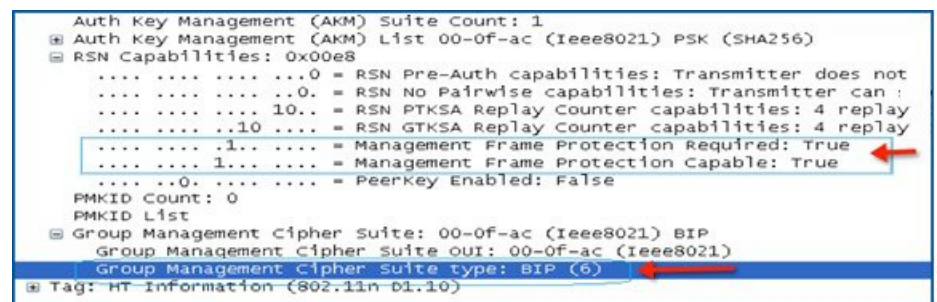 Auth Key Management (AKM) Suite Count: 1
Auth Key Management (AKM) List 00-0f-ac (Ieee8021) PSK (SHA256)
RSN Capabilities: 0x00e8
.... .... .... ...0 = RSN Pre-Auth capabilities: Transmitter does not
.... .... .... ..0. = RSN No Pairwise capabilities: Transmitter can
.... .... .... 10.. = RSN PTKSA Replay Counter capabilities: 4 replay
.... .... ..10 .... = RSN GTKSA Replay Counter capabilities: 4 replay
.... .... .1.. .... = Management Frame Protection Required: True
.... .... 1... .... = Management Frame Protection Capable: True
.... ..0. .... .... = PeerKey Enabled: False
PMKID Count: 0
PMKID List
Group Management Cipher Suite: 00-0f-ac (Ieee8021) BIP
Group Management Cipher Suite OUI: 00-0f-ac (Ieee8021)
Group Management Cipher Suite type: BIP (6)
Tag: HT Information (802.11n D1.10)